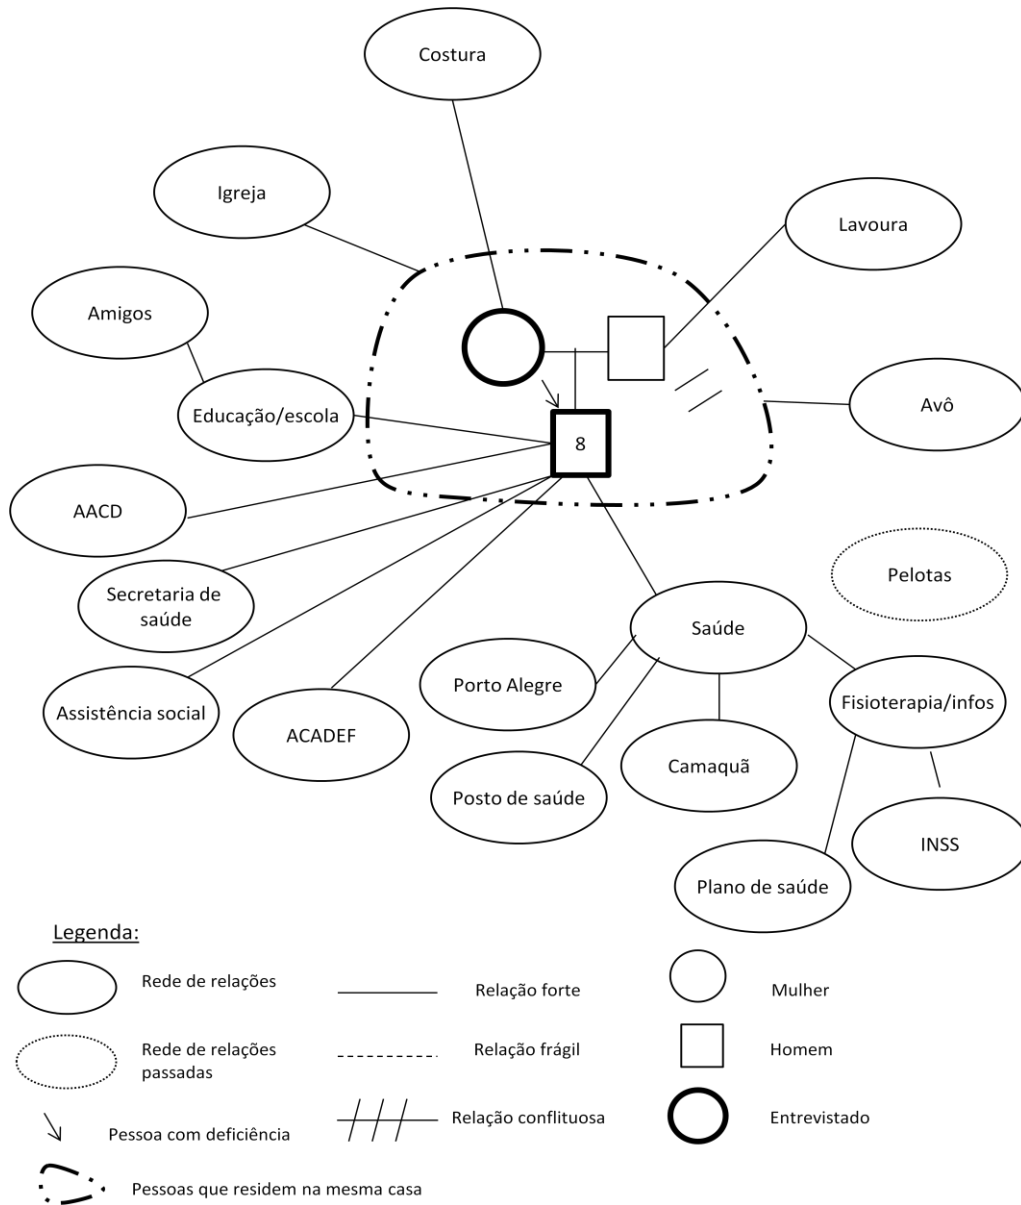 Costura
Igreja
Lavoura
Amigos
Avô
Educação/escola
8
AACD
Pelotas
Secretaria de
saúde
Saúde
Porto Alegre
Fisioterapia/infos
Assistência social
ACADEF
Camaquã
Posto de saúde
INSS
Plano de saúde
Legenda:
Rede de relações
Relação forte
Mulher
Rede de relações
passadas
Relação frágil
Homem
Pessoa com deficiência
Relação conflituosa
Entrevistado
Pessoas que residem na mesma casa